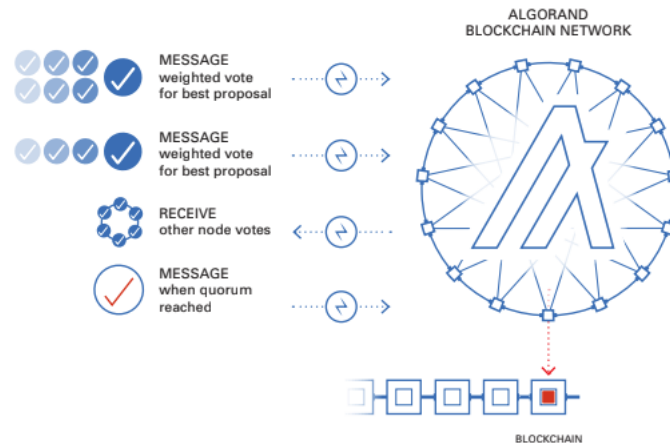 ALGORAND
BLOCKCHAIN NETWORK
MESSAGE
weighted vote
for best proposal
MESSAGE
weighted vote
for best proposal
RECEIVE
other node votes
MESSAGE
when quorum
reached
BLOCKCHAIN